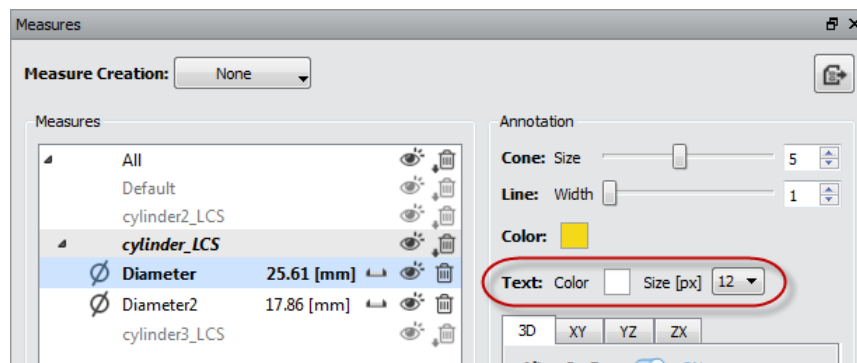 Measures
Measure Creation: None
Measures
All
Default
cylinder2_LCS
cylinder_LCS
Diameter 25.61 [mm]
Diameter2 17.86 [mm]
cylinder3_LCS
Annotation
Cone: Size 5
Line: Width 1
Color:
Text: Color Size [px] 12
3D XY YZ ZX